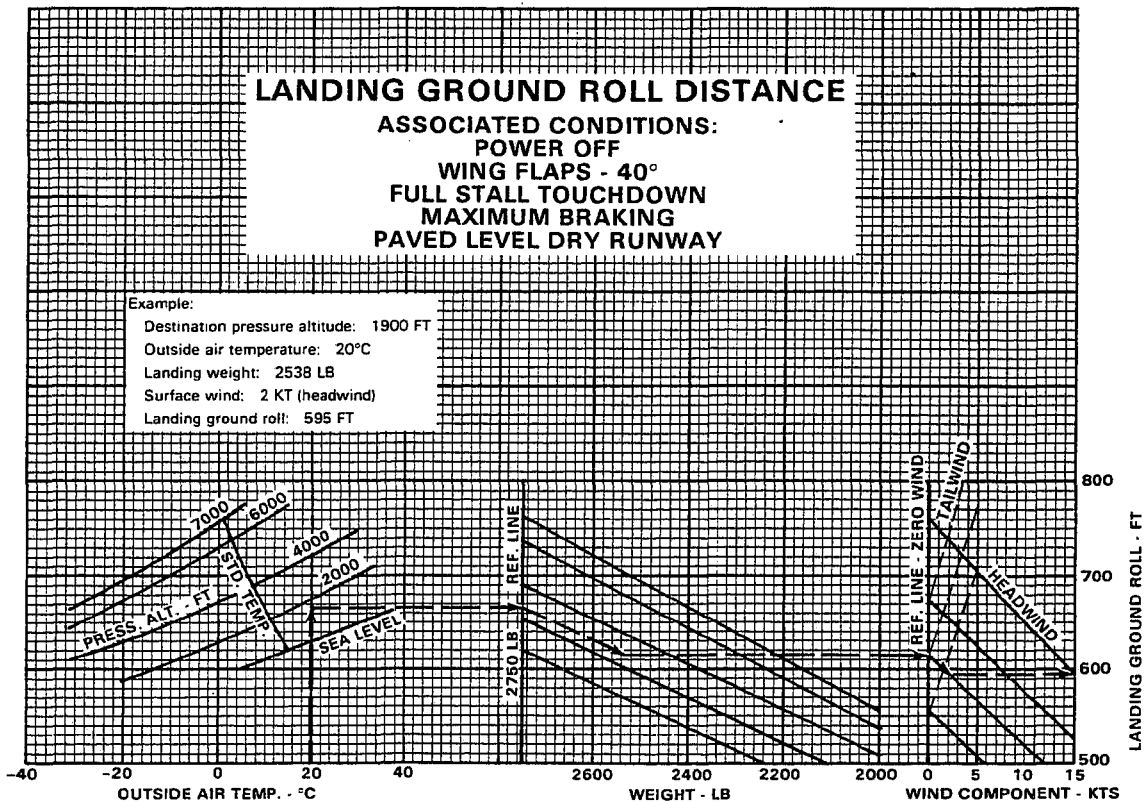 LANDING GROUND ROLL DISTANCE
ASSOCIATED CONDITIONS:
POWER OFF
WING FLAPS - 40°
FULL STALL TOUCHDOWN
MAXIMUM BRAKING
PAVED LEVEL DRY RUNWAY
Example:
Destination pressure altitude: 1900 FT
Outside air temperature: 20°C
Landing weight: 2538 LB
Surface wind: 2 KT (headwind)
Landing ground roll: 595 FT
7000
6000
4000
2000
SEA LEVEL
PRESS. ALT. - FT
STD. TEMP.
2750 LB REF. LINE
REF. LINE - ZERO WIND
TAILWIND
HEADWIND
800
700
600
500
LANDING GROUND ROLL - FT
-40 -20 0 20 40
OUTSIDE AIR TEMP. - °C
2600 2400 2200 2000
WEIGHT - LB
0 5 10 15
WIND COMPONENT - KTS